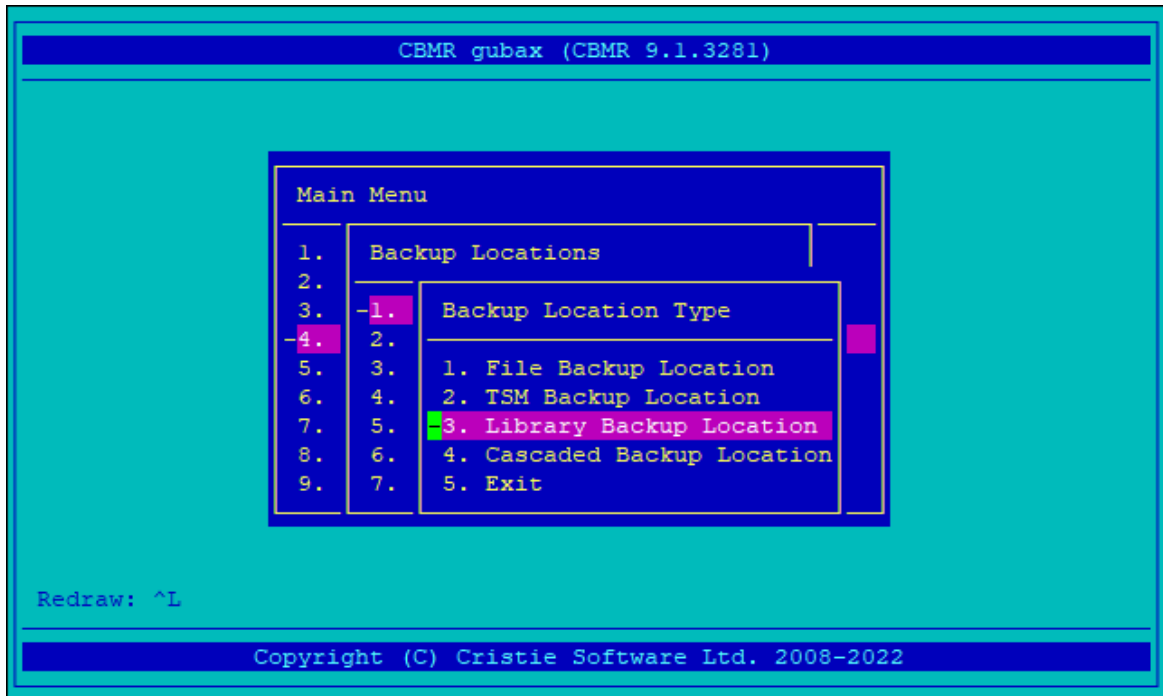 CBMR gubax (CBMR 9.1.3281)
Main Menu
1. Backup Locations
2.
3. -1. Backup Location Type
-4. 2.
5. 3. 1. File Backup Location
6. 4. 2. TSM Backup Location
7. 5. -3. Library Backup Location
8. 6. 4. Cascaded Backup Location
9. 7. 5. Exit
Redraw: ^L
Copyright (C) Cristie Software Ltd. 2008-2022